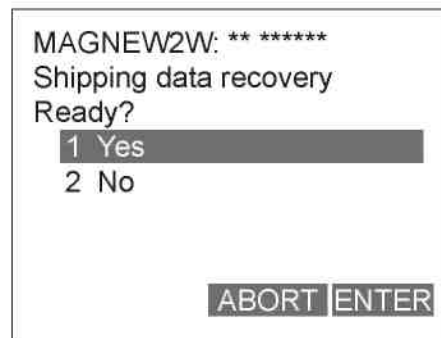 MAGNEW2W: ** ******
Shipping data recovery
Ready?
1 Yes
2 No
ABORT ENTER